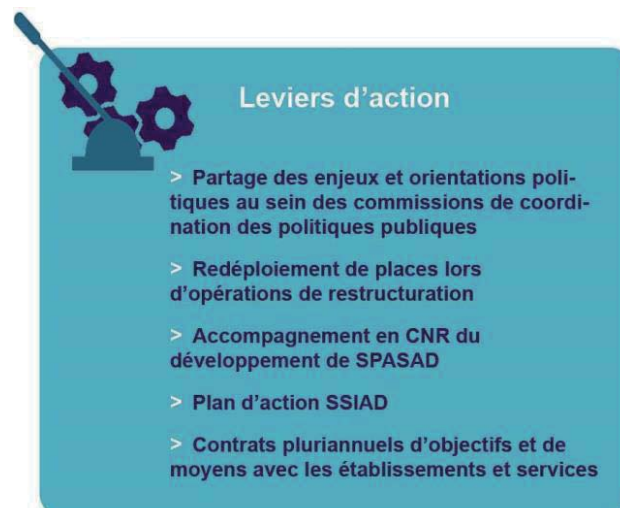 Leviers d’action
> Partage des enjeux et orientations poli-
tiques au sein des commissions de coordi-
nation des politiques publiques
> Redéploiement de places lors
d’opérations de restructuration
> Accompagnement en CNR du
développement de SPASAD
> Plan d’action SSIAD
> Contrats pluriannuels d’objectifs et de
moyens avec les établissements et services